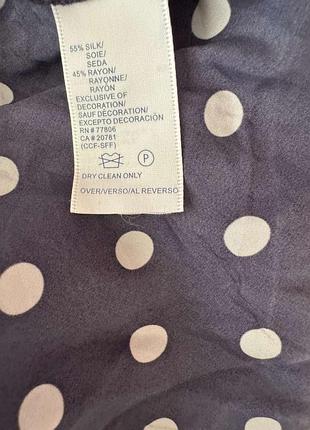 55% SILK/
SOIE/
SEDA
45% RAYON/
RAYONNE/
RAYÓN
EXCLUSIVE OF
DECORATION/
SAUF DÉCORATION/
EXCEPTO DECORACIÓN
RN # 77806
CA # 20781
(CCF-SFF)
P
DRY CLEAN ONLY
OVER/VERSO/AL REVERSO